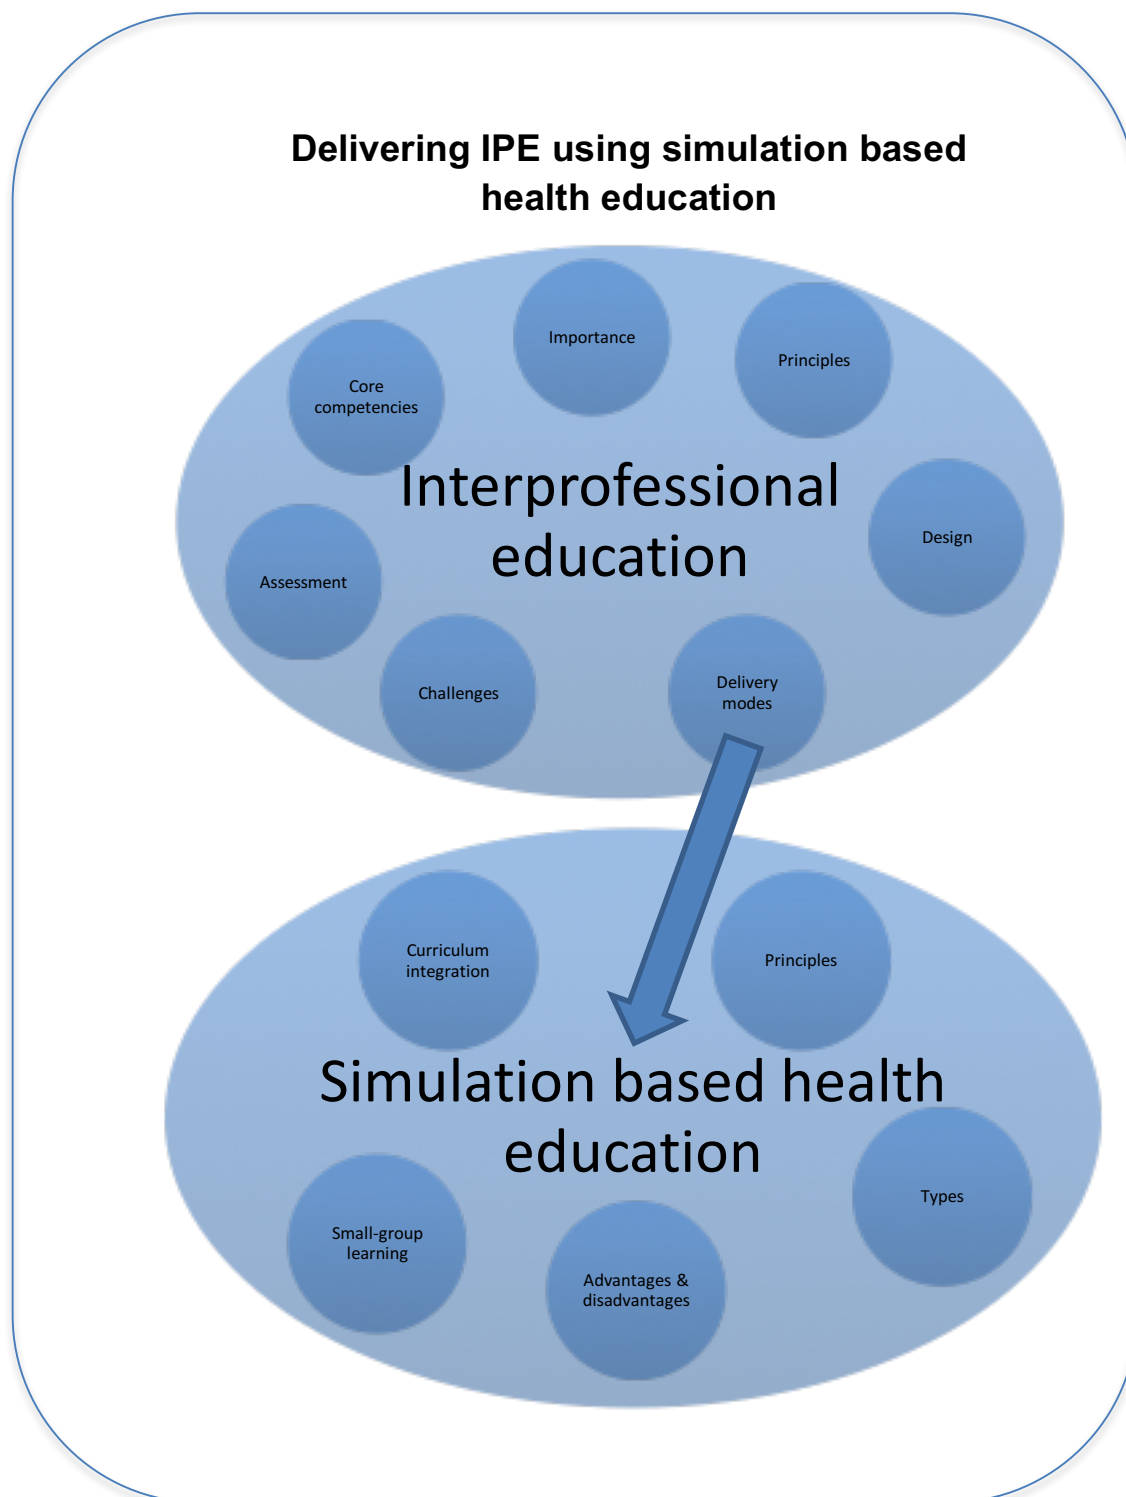 Delivering IPE using simulation based
health education
Importance
Principles
Core
competencies
Interprofessional
education
Design
Assessment
Challenges
Delivery
modes
Curriculum
integration
Principles
Simulation based health
education
Types
Small-group
learning
Advantages &
disadvantages